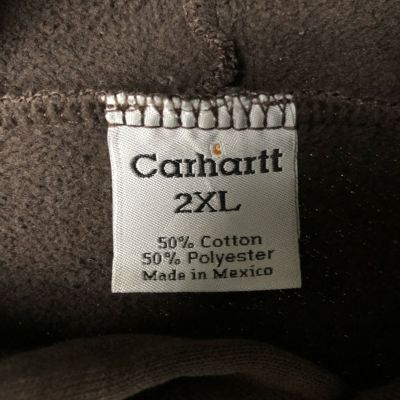 Carhartt
2XL
50% Cotton
50% Polyester
Made in Mexico